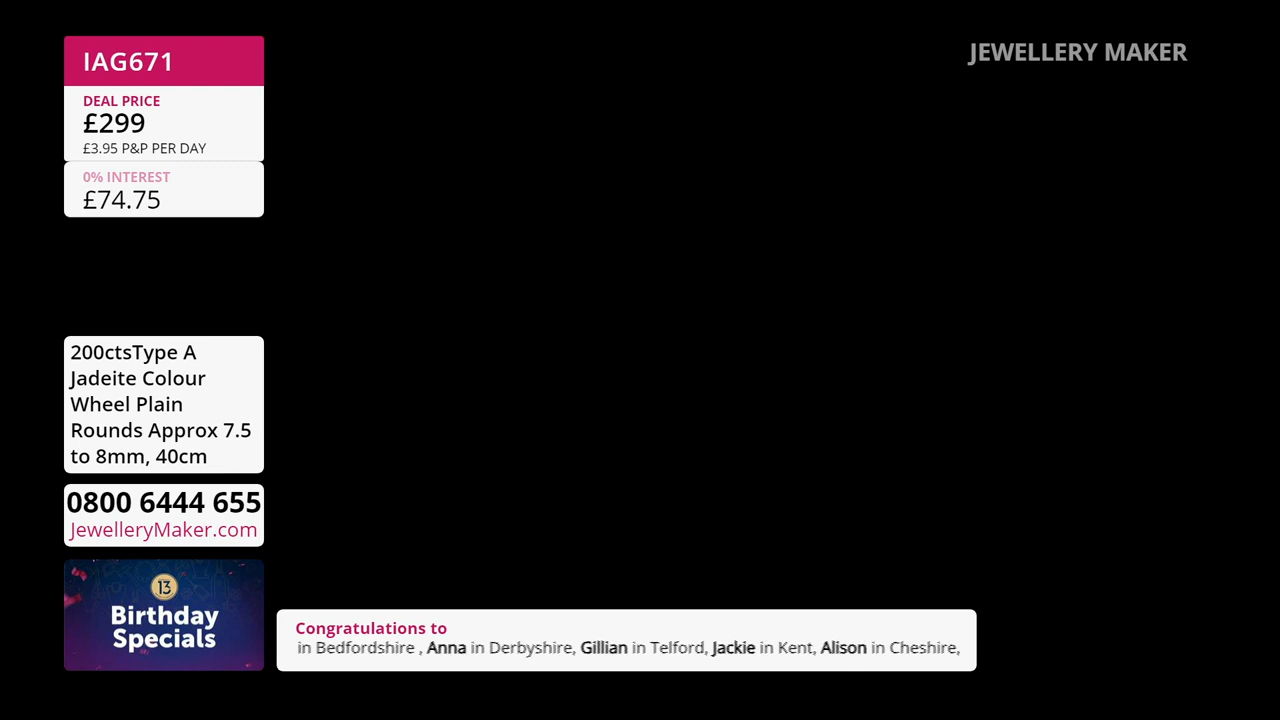 IAG671
DEAL PRICE
£299
£3.95 P&P PER DAY
0% INTEREST
£74.75
JEWELLERY MAKER
200ctsType A
Jadeite Colour
Wheel Plain
Rounds Approx 7.5
to 8mm, 40cm
0800 6444 655
JewelleryMaker.com
13
Birthday
Specials
Congratulations to
in Bedfordshire , Anna in Derbyshire, Gillian in Telford, Jackie in Kent, Alison in Cheshire,